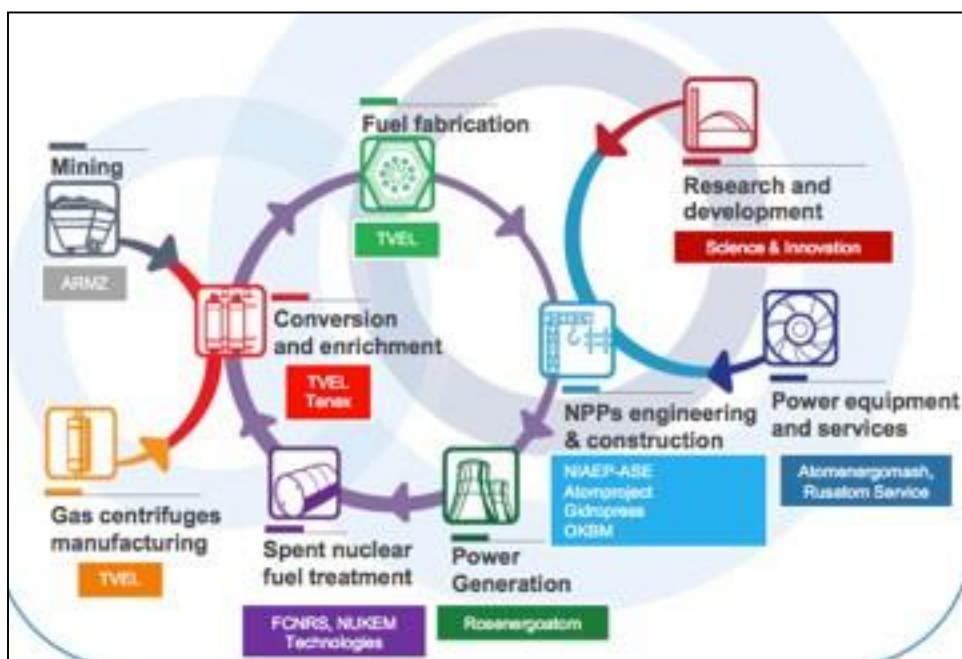 Fuel fabrication
TVEL
Mining
ARMZ
Research and
development
Science & Innovation
Conversion
and enrichment
TVEL
Tenex
NPPs engineering
& construction
NIAEP-ASE
Atomproject
Gidropress
OKBM
Power equipment
and services
Atomenergomash,
Rusatom Service
Gas centrifuges
manufacturing
TVEL
Spent nuclear
fuel treatment
FCNRS, NUKEM
Technologies
Power
Generation
Rosenergoatom